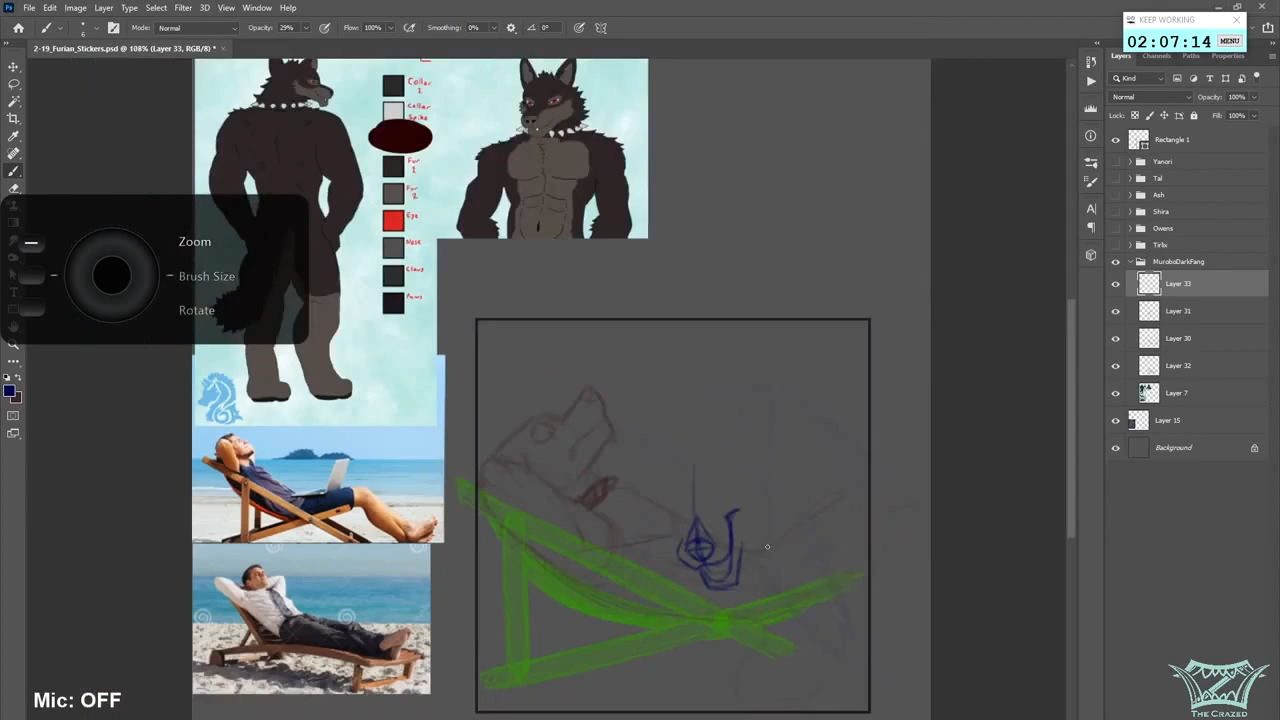 File Edit Image Layer Type Select Filter 3D View Window Help
Mode: Normal Opacity: 29% Flow: 100% Smoothing: 0% 0°
2-19_Furian_Stickers.psd @ 108% (Layer 33, RGB/8) *
KEEP WORKING
02:07:14 MENU
Layers Channels Paths Properties
Kind
Normal Opacity: 100%
Lock: Fill: 100%
Rectangle 1
Yanori
Tal
Ash
Shira
Owens
Tirlix
MuroboDarkFang
Layer 33
Layer 31
Layer 30
Layer 32
Layer 7
Layer 15
Background
Collar
1
Collar
Spike
Fur
1
Fur
2
Eye
Nose
Claws
Paws
Zoom
Brush Size
Rotate
Mic: OFF
THE CRAZED